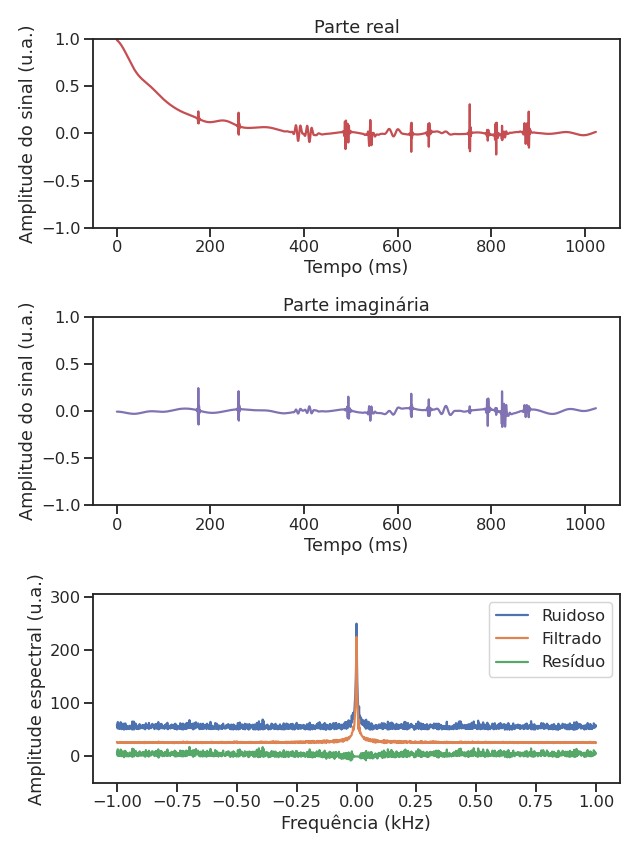 Parte real
Amplitude do sinal (u.a.)
1.0
0.5
0.0
−0.5
−1.0
0 200 400 600 800 1000
Tempo (ms)
Parte imaginária
Amplitude do sinal (u.a.)
1.0
0.5
0.0
−0.5
−1.0
0 200 400 600 800 1000
Tempo (ms)
Amplitude espectral (u.a.)
300
200
100
0
Ruidoso
Filtrado
Resíduo
−1.00 −0.75 −0.50 −0.25 0.00 0.25 0.50 0.75 1.00
Frequência (kHz)